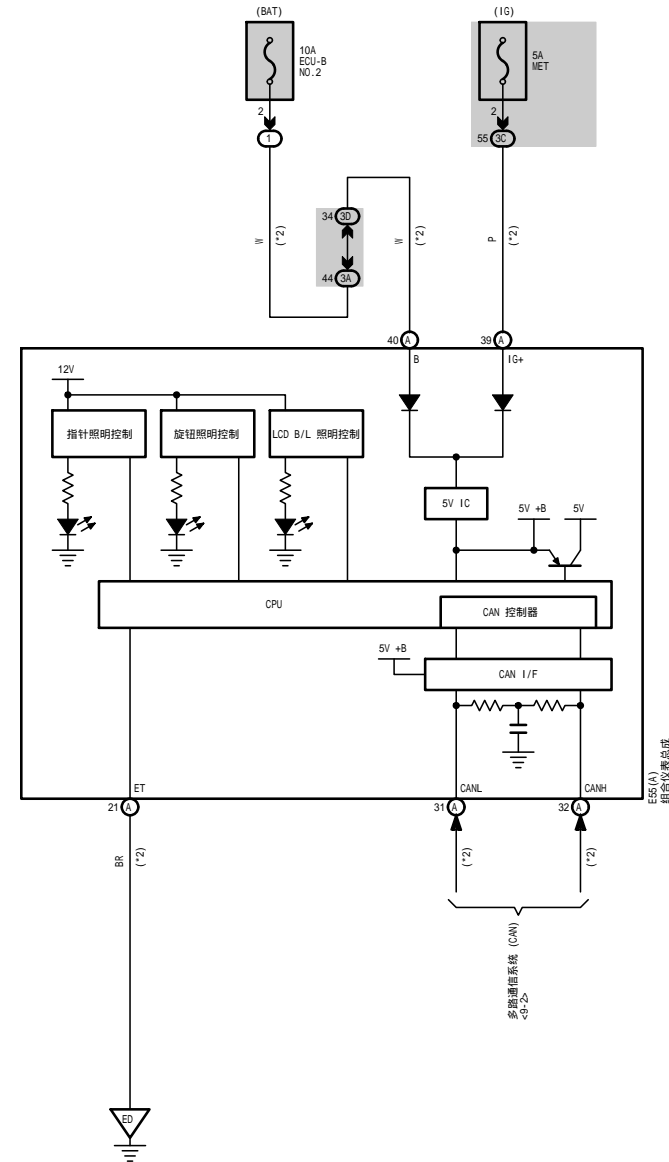 (BAT)
(IG)
10A
ECU-B
NO.2
5A
MET
2
2
1
55 3C
34 3D
44 3A
W
(*2)
W
(*2)
P
(*2)
40 A
39 A
B
IG+
12V
指针照明控制
旋钮照明控制
LCD B/L 照明控制
5V IC
5V +B
5V
CPU
CAN 控制器
5V +B
CAN I/F
ET
CANL
CANH
E55(A)
组合仪表总成
21 A
31 A
32 A
BR
(*2)
(*2)
(*2)
多路通信系统 (CAN)
<9-2>
ED